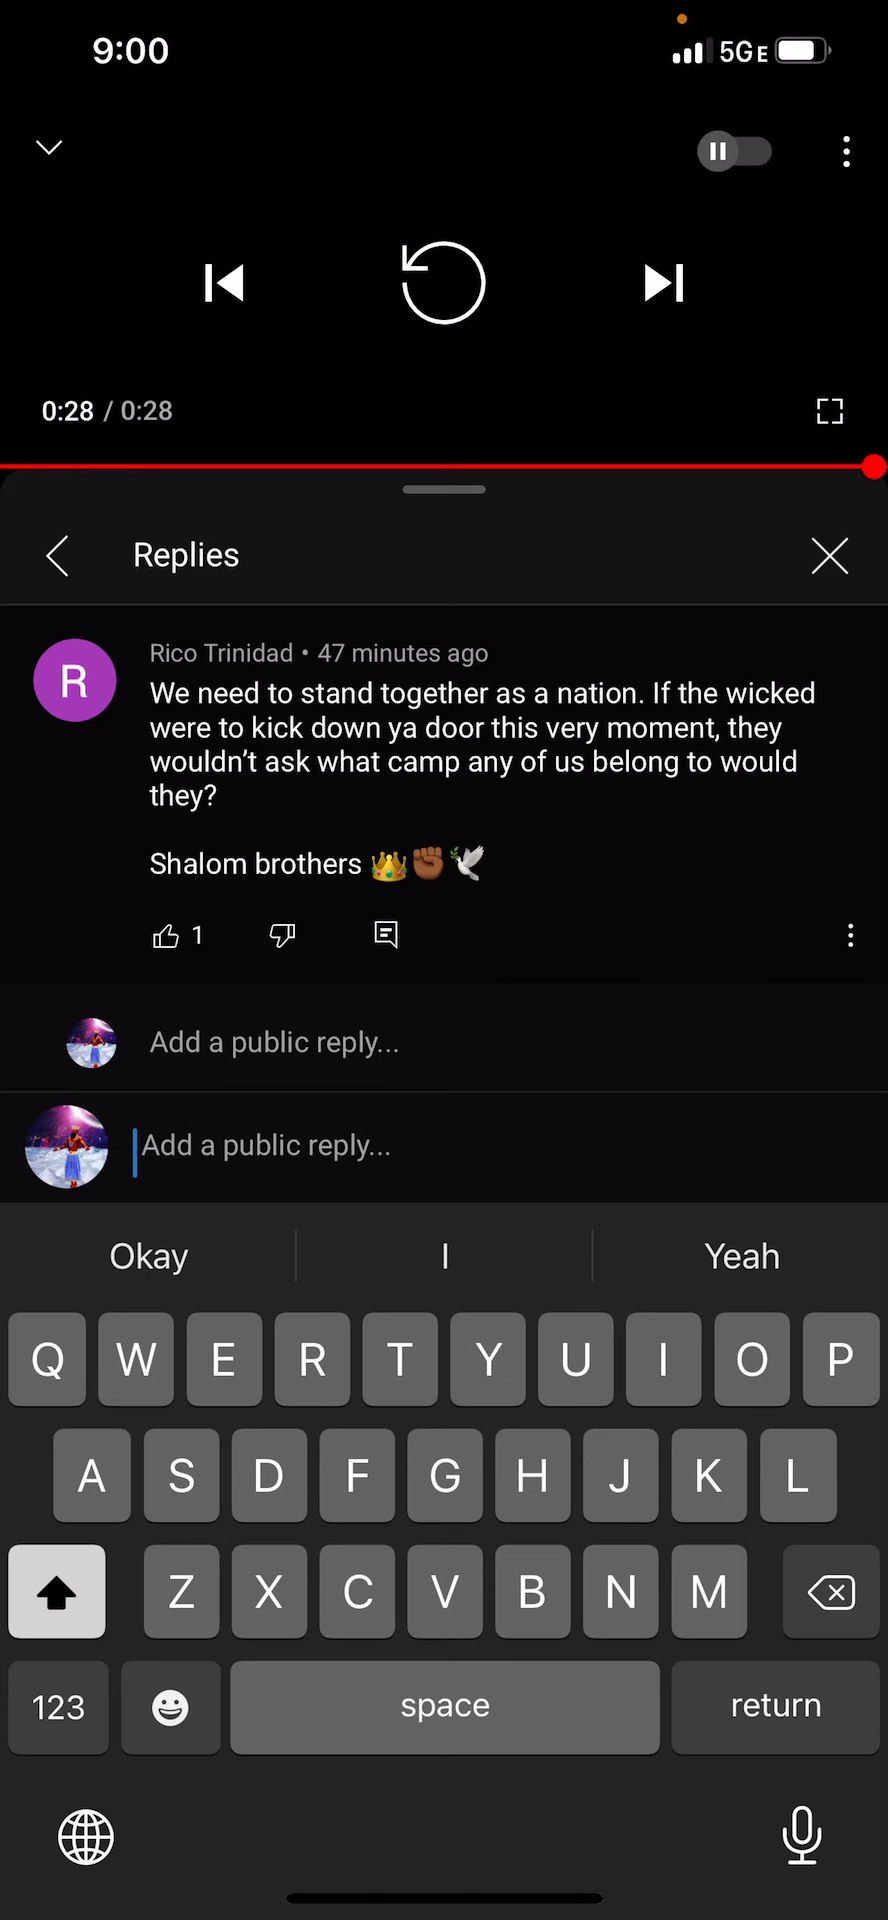 9:00
5GE
0:28 / 0:28
Replies
R
Rico Trinidad • 47 minutes ago
We need to stand together as a nation. If the wicked
were to kick down ya door this very moment, they
wouldn’t ask what camp any of us belong to would
they?
Shalom brothers 👑✊🏾🕊️
1
Add a public reply...
Add a public reply...
Okay
I
Yeah
Q W E R T Y U I O P
A S D F G H J K L
Z X C V B N M
123
space
return